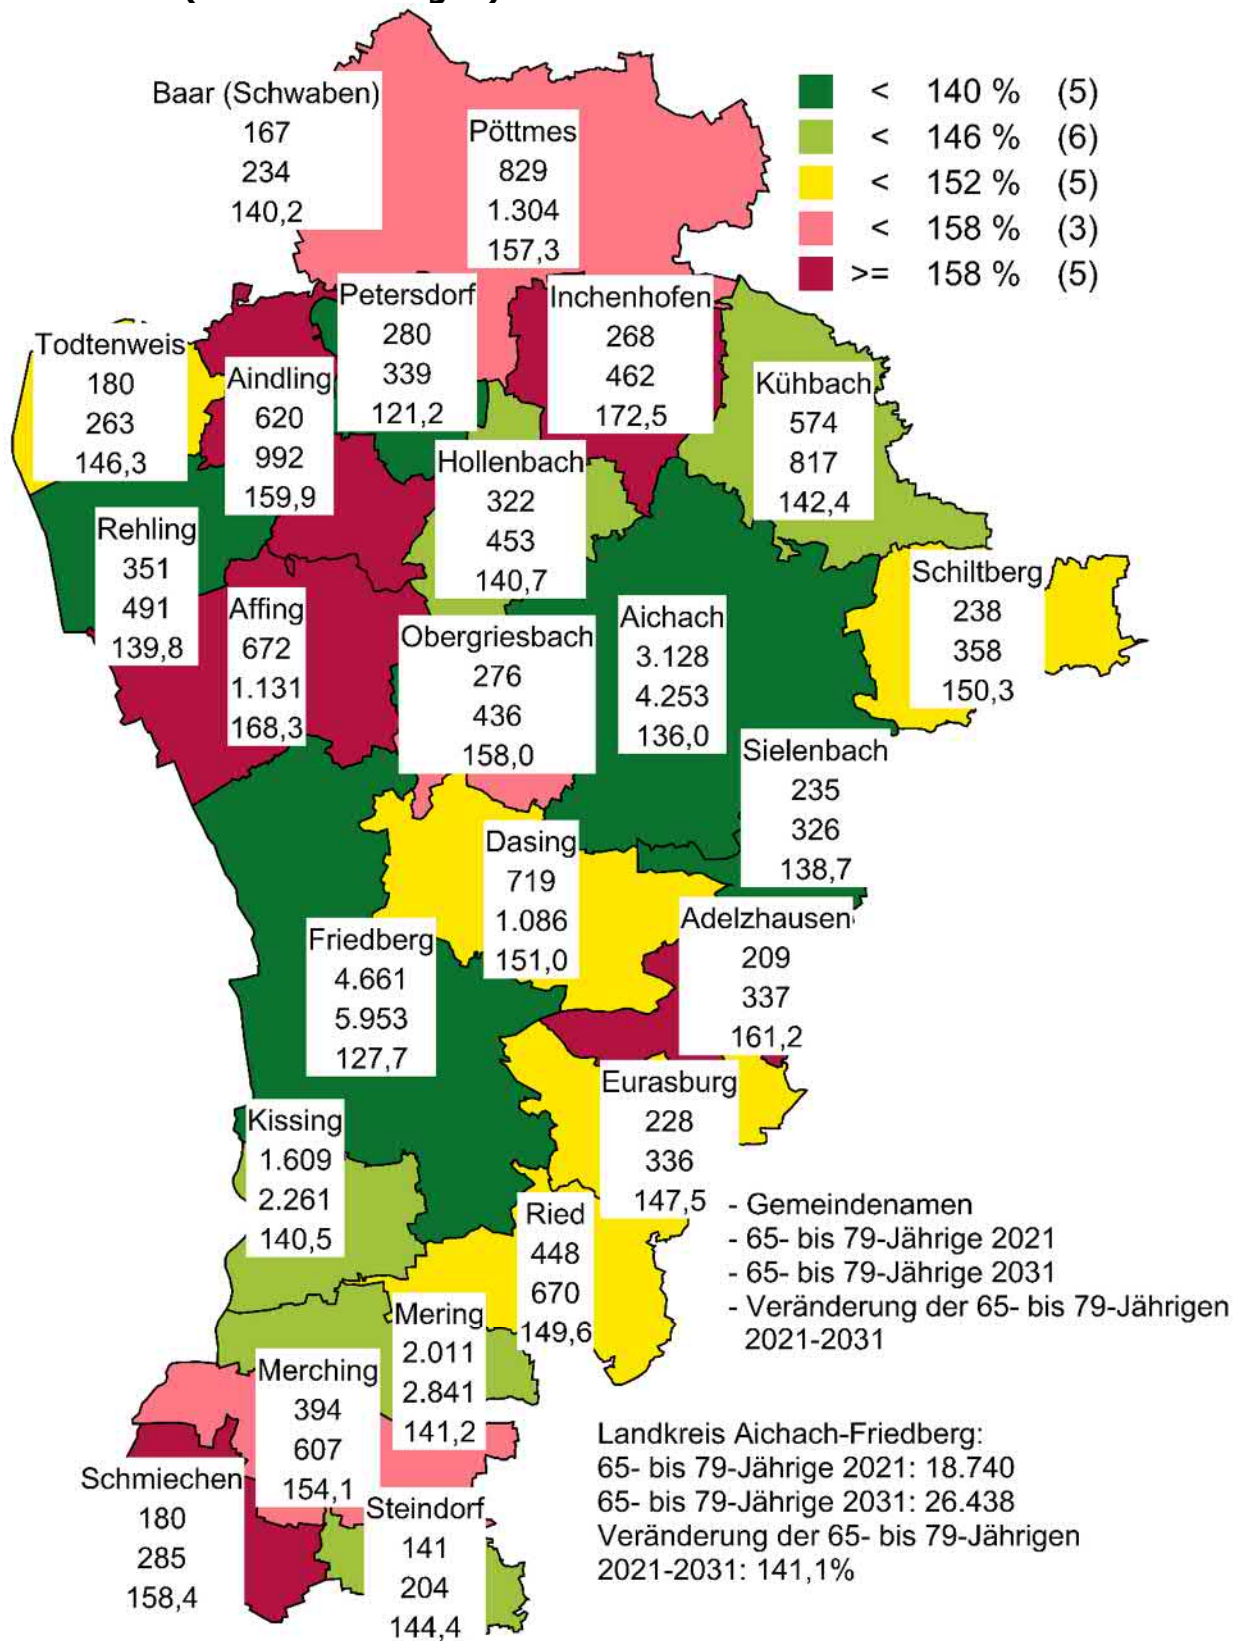 Baar (Schwaben)
167
234
140,2
Pöttmes
829
1.304
157,3
< 140 % (5)
< 146 % (6)
< 152 % (5)
< 158 % (3)
>= 158 % (5)
Petersdorf
280
339
121,2
Inchenhofen
268
462
172,5
Todtenweis
180
263
146,3
Aindling
620
992
159,9
Kühbach
574
817
142,4
Hollenbach
322
453
140,7
Rehling
351
491
139,8
Schiltberg
238
358
150,3
Affing
672
1.131
168,3
Obergriesbach
276
436
158,0
Aichach
3.128
4.253
136,0
Sielenbach
235
326
138,7
Dasing
719
1.086
151,0
Adelzhausen
209
337
161,2
Friedberg
4.661
5.953
127,7
Eurasburg
228
336
147,5
Kissing
1.609
2.261
140,5
Ried
448
670
149,6
- Gemeindenamen
- 65- bis 79-Jährige 2021
- 65- bis 79-Jährige 2031
- Veränderung der 65- bis 79-Jährigen
2021-2031
Mering
2.011
2.841
141,2
Merching
394
607
154,1
Schmiechen
180
285
158,4
Steindorf
141
204
144,4
Landkreis Aichach-Friedberg:
65- bis 79-Jährige 2021: 18.740
65- bis 79-Jährige 2031: 26.438
Veränderung der 65- bis 79-Jährigen
2021-2031: 141,1%